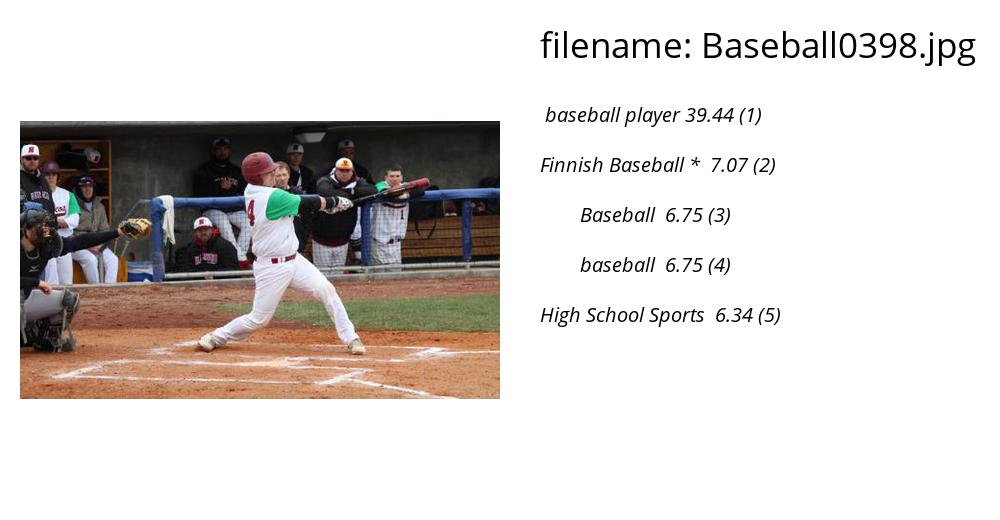 filename: Baseball0398.jpg
baseball player 39.44 (1)
Finnish Baseball * 7.07 (2)
Baseball 6.75 (3)
baseball 6.75 (4)
High School Sports 6.34 (5)
4